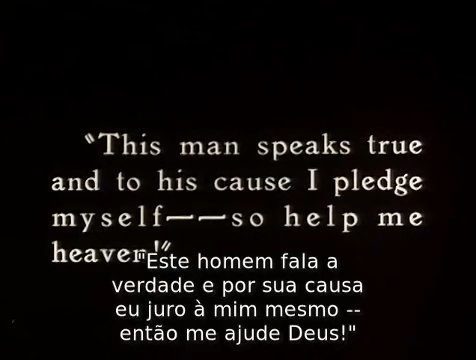 "This man speaks true
and to his cause I pledge
myself——so help me
heaven!"
"Este homem fala a
verdade e por sua causa
eu juro à mim mesmo --
então me ajude Deus!"